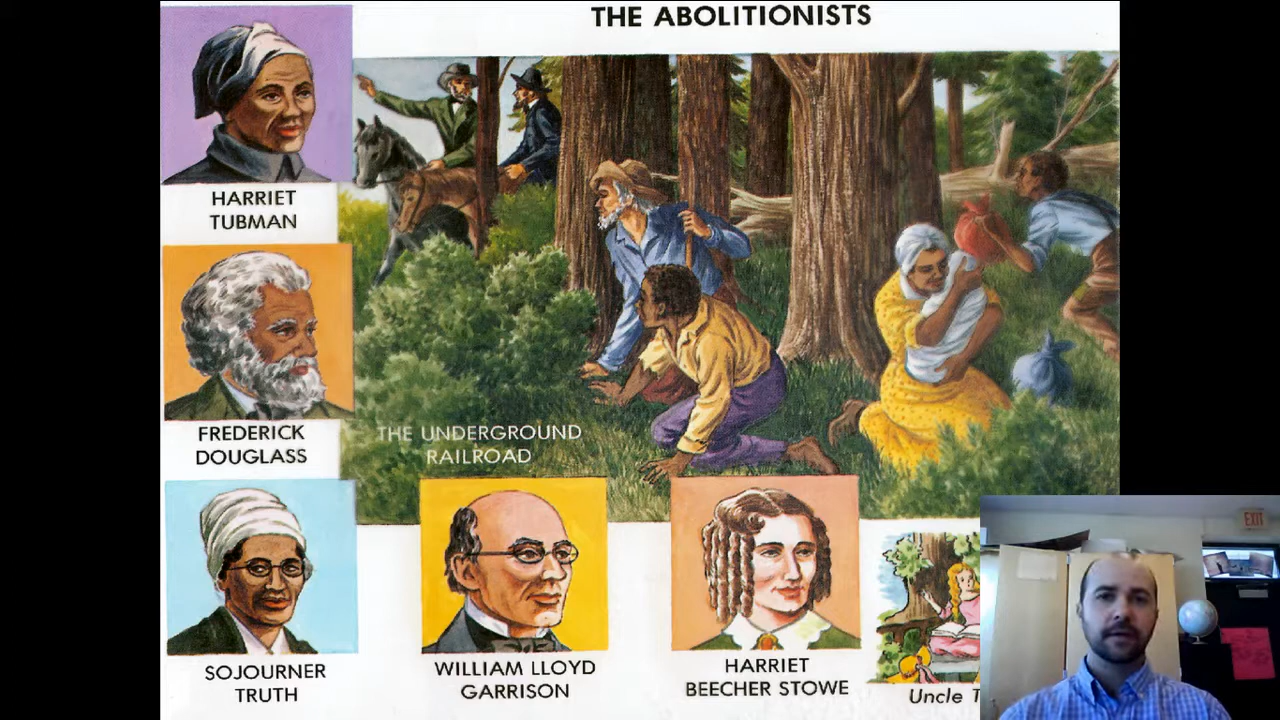 THE ABOLITIONISTS
HARRIET
TUBMAN
FREDERICK
DOUGLASS
THE UNDERGROUND
RAILROAD
SOJOURNER
TRUTH
WILLIAM LLOYD
GARRISON
HARRIET
BEECHER STOWE
Uncle T
EXIT